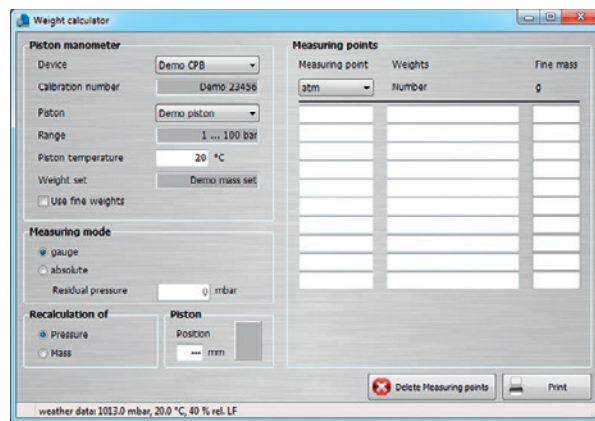 Weight calculator
Piston manometer
Device Demo CPB
Calibration number Demo 23456
Piston Demo piston
Range 1 ... 100 bar
Piston temperature 20 °C
Weight set Demo mass set
Use fine weights
Measuring mode
gauge
absolute
Residual pressure 0 mbar
Recalculation of
Pressure
Mass
Piston
Position
--- mm
Measuring points
Measuring point Weights Fine mass
atm Number g
Delete Measuring points Print
weather data: 1013.0 mbar, 20.0 °C, 40 % rel. LF